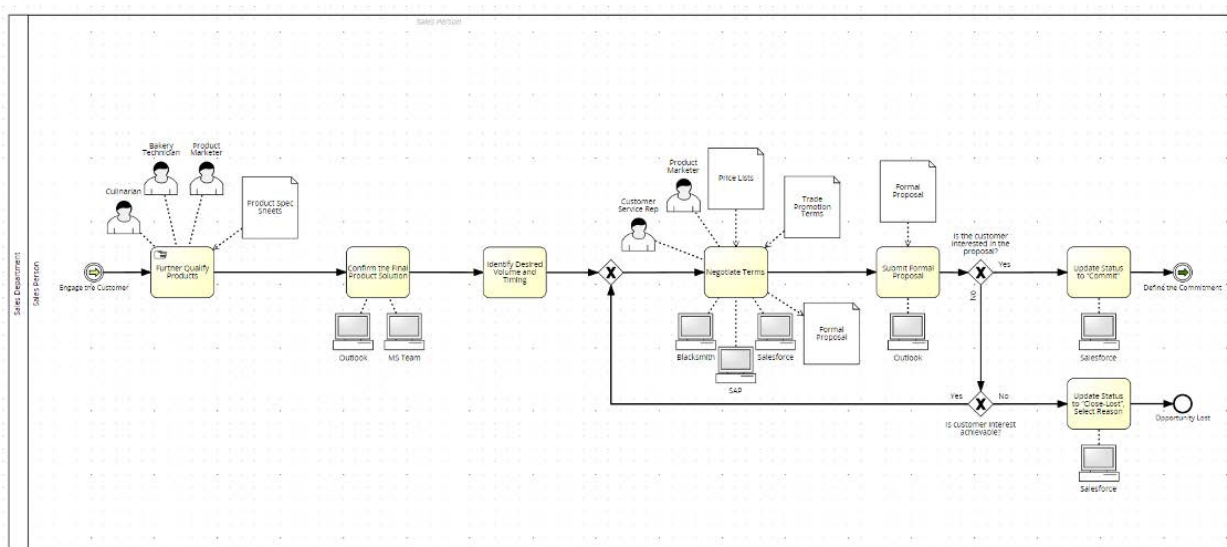 Sales Person
Sales Department
Sales Person
Engage the Customer
Culinarian
Bakery
Technician
Product
Marketer
Product Spec
Sheets
Further Qualify
Products
Confirm the Final
Product Solution
Outlook
MS Team
Identify Desired
Volume and
Timing
Customer
Service Rep
Product
Marketer
Price Lists
Trade
Promotion
Terms
Negotiate Terms
Blacksmith
SAP
Salesforce
Formal
Proposal
Formal
Proposal
Submit Formal
Proposal
Outlook
Is the customer
interested in the
proposal?
Yes
No
Update Status
to "Commit"
Salesforce
Define the Commitment
Yes
No
Is customer interest
achievable?
Update Status
to "Close-Lost",
Select Reason
Salesforce
Opportunity Lost